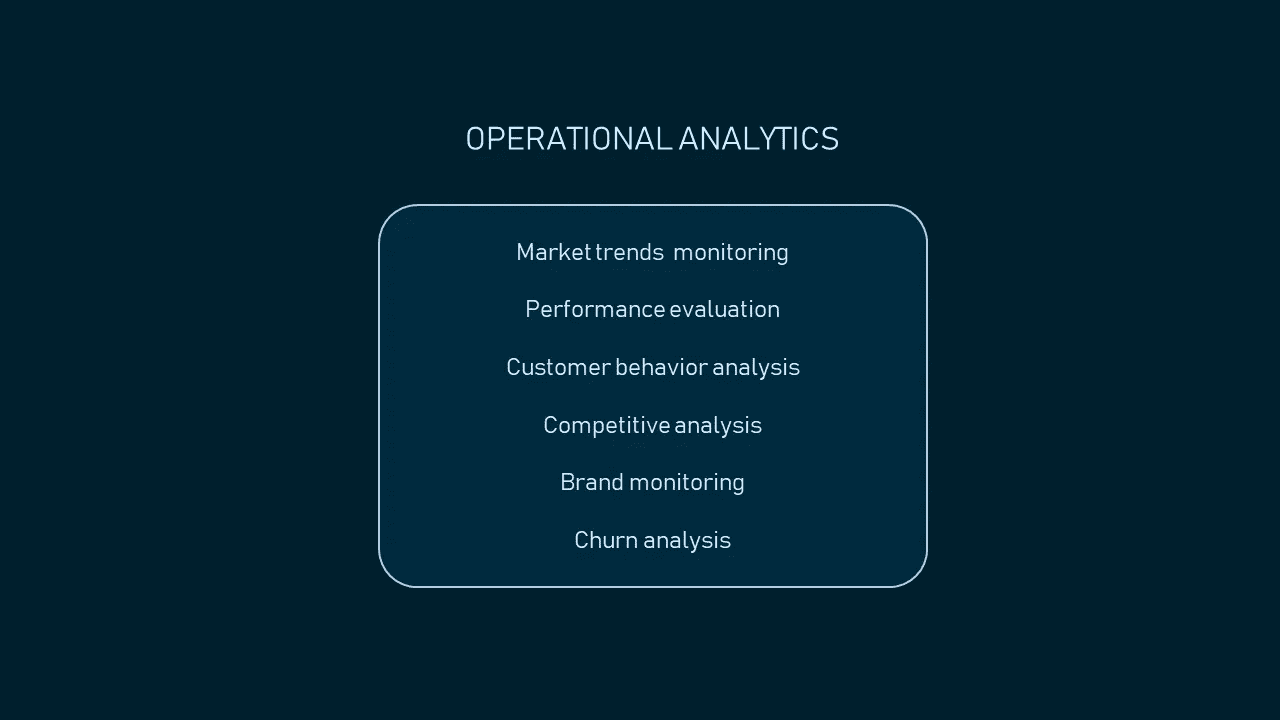 OPERATIONAL ANALYTICS
Market trends monitoring
Performance evaluation
Customer behavior analysis
Competitive analysis
Brand monitoring
Churn analysis